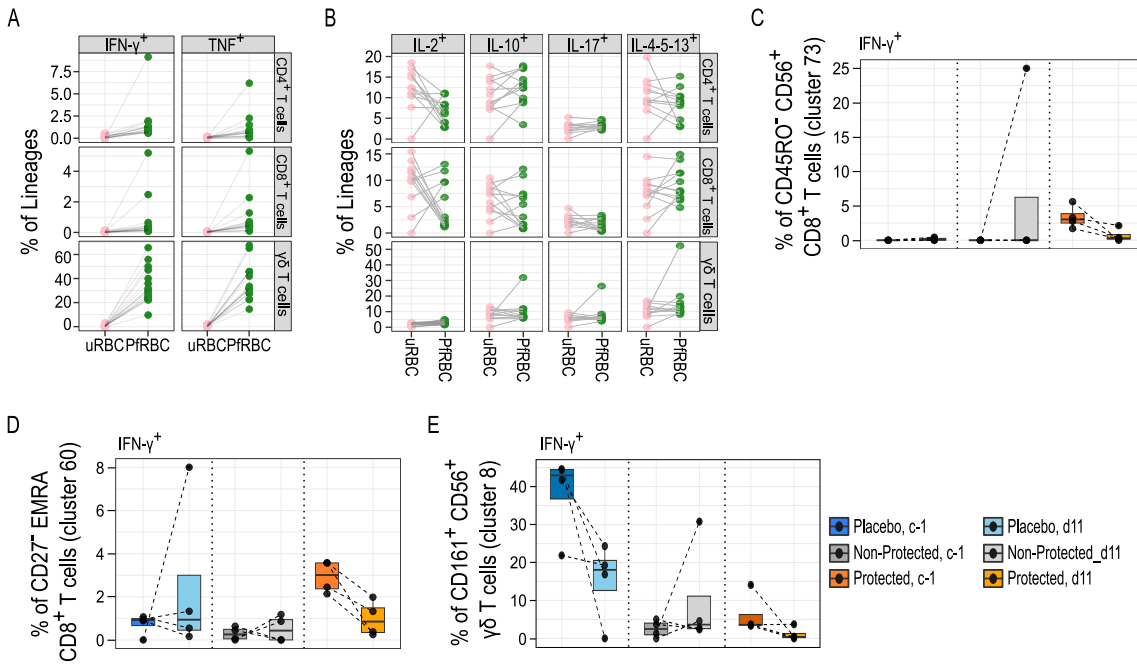 A
IFN-γ+
TNF+
% of Lineages
7.5
5.0
2.5
0.0
CD4+ T cells
4
2
0
CD8+ T cells
60
40
20
0
γδ T cells
uRBC PfRBC
uRBC PfRBC
B
IL-2+
IL-10+
IL-17+
IL-4-5-13+
% of Lineages
20
15
10
5
0
CD4+ T cells
15
10
5
0
CD8+ T cells
50
40
30
20
10
0
γδ T cells
uRBC
PfRBC
uRBC
PfRBC
uRBC
PfRBC
uRBC
PfRBC
C
IFN-γ+
% of CD45RO- CD56+
CD8+ T cells (cluster 73)
25
20
15
10
5
0
D
IFN-γ+
% of CD27- EMRA
CD8+ T cells (cluster 60)
8
6
4
2
0
E
IFN-γ+
% of CD161+ CD56+
γδ T cells (cluster 8)
40
30
20
10
0
Placebo, c-1
Non-Protected, c-1
Protected, c-1
Placebo, d11
Non-Protected_d11
Protected, d11